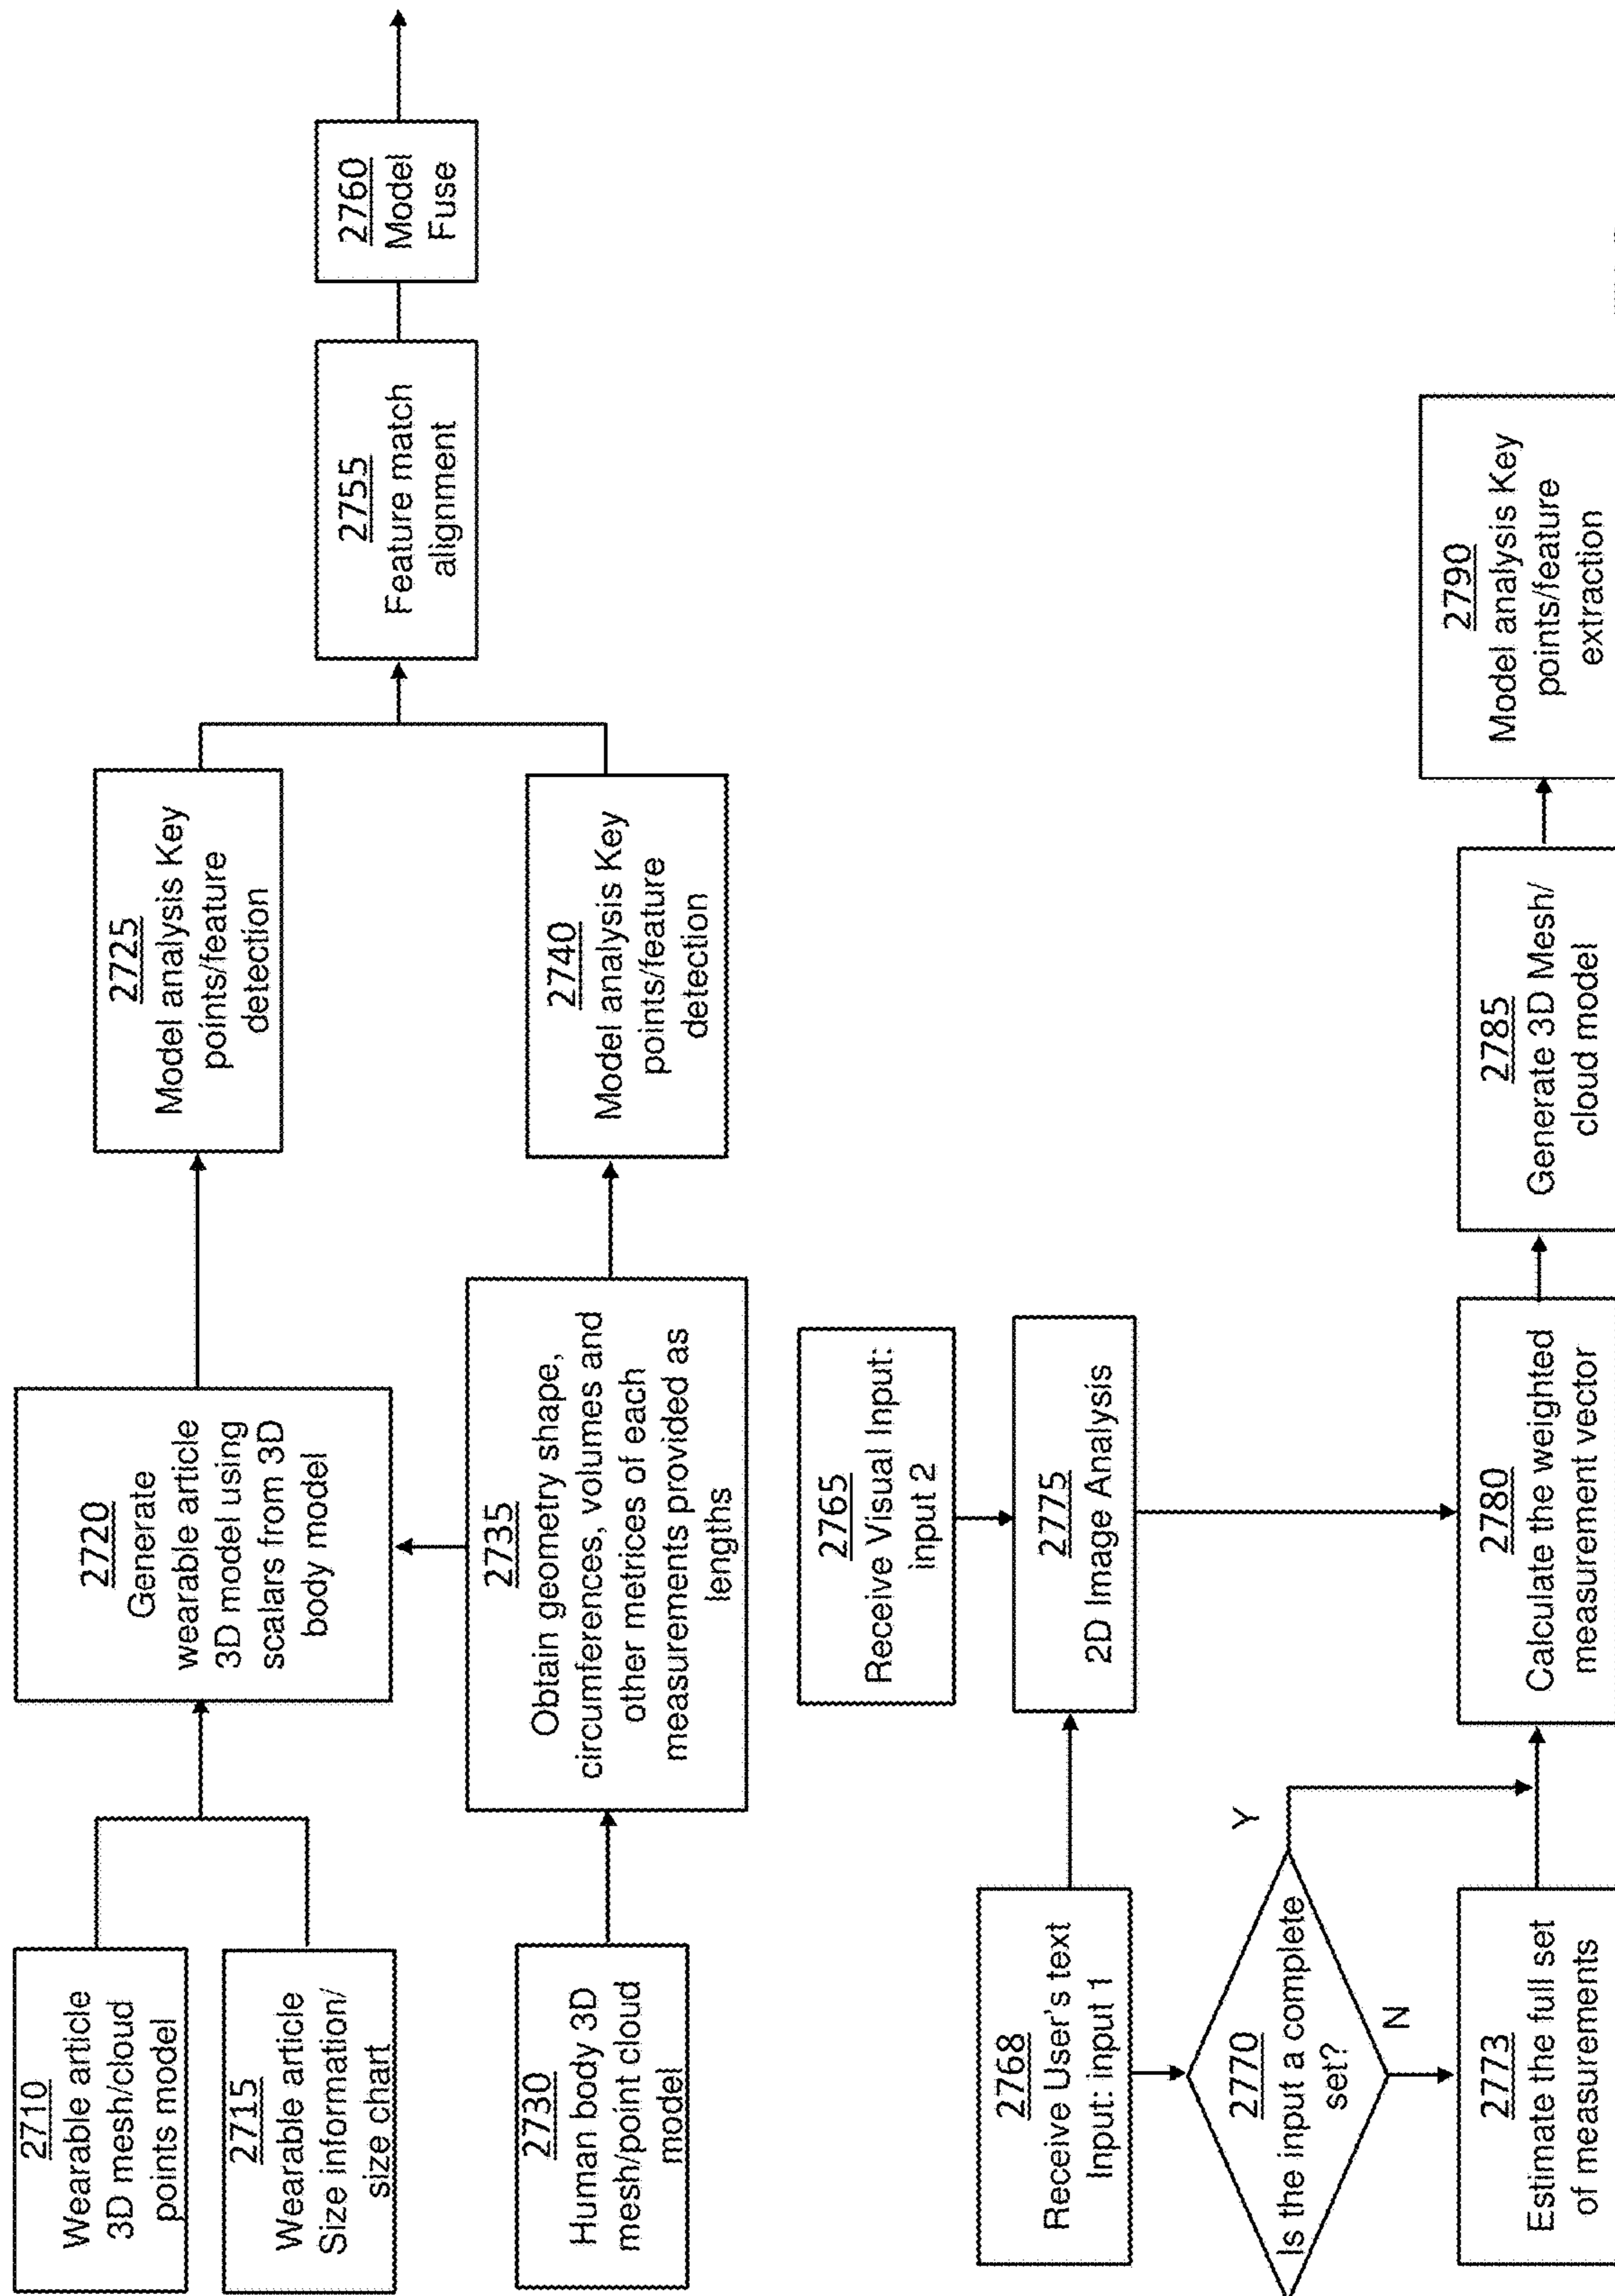 2710
Wearable article
3D mesh/cloud
points model
2715
Wearable article
Size information/
size chart
2720
Generate
wearable article
3D model using
scalars from 3D
body model
2725
Model analysis Key
points/feature
detection
2730
Human body 3D
mesh/point cloud
model
2735
Obtain geometry shape,
circumferences, volumes and
other metrices of each
measurements provided as
lengths
2740
Model analysis Key
points/feature
detection
2755
Feature match
alignment
2760
Model
Fuse
2765
Receive Visual Input:
input 2
2768
Receive User's text
Input: input 1
2775
2D Image Analysis
2770
Is the input a complete
set?
Y
N
2773
Estimate the full set
of measurements
2780
Calculate the weighted
measurement vector
2785
Generate 3D Mesh/
cloud model
2790
Model analysis Key
points/feature
extraction